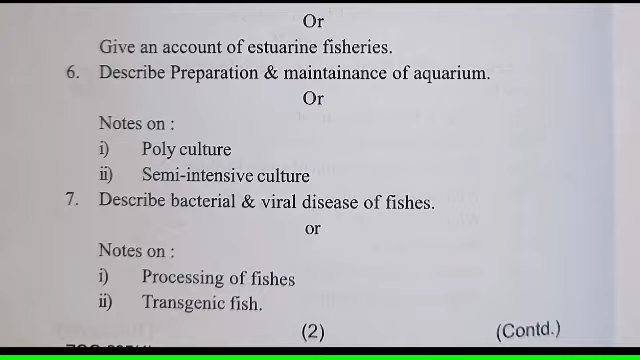 Or
Give an account of estuarine fisheries.
6. Describe Preparation & maintainance of aquarium.
Or
Notes on :
i) Poly culture
ii) Semi-intensive culture
7. Describe bacterial & viral disease of fishes.
or
Notes on :
i) Processing of fishes
ii) Transgenic fish.
(2) (Contd.)